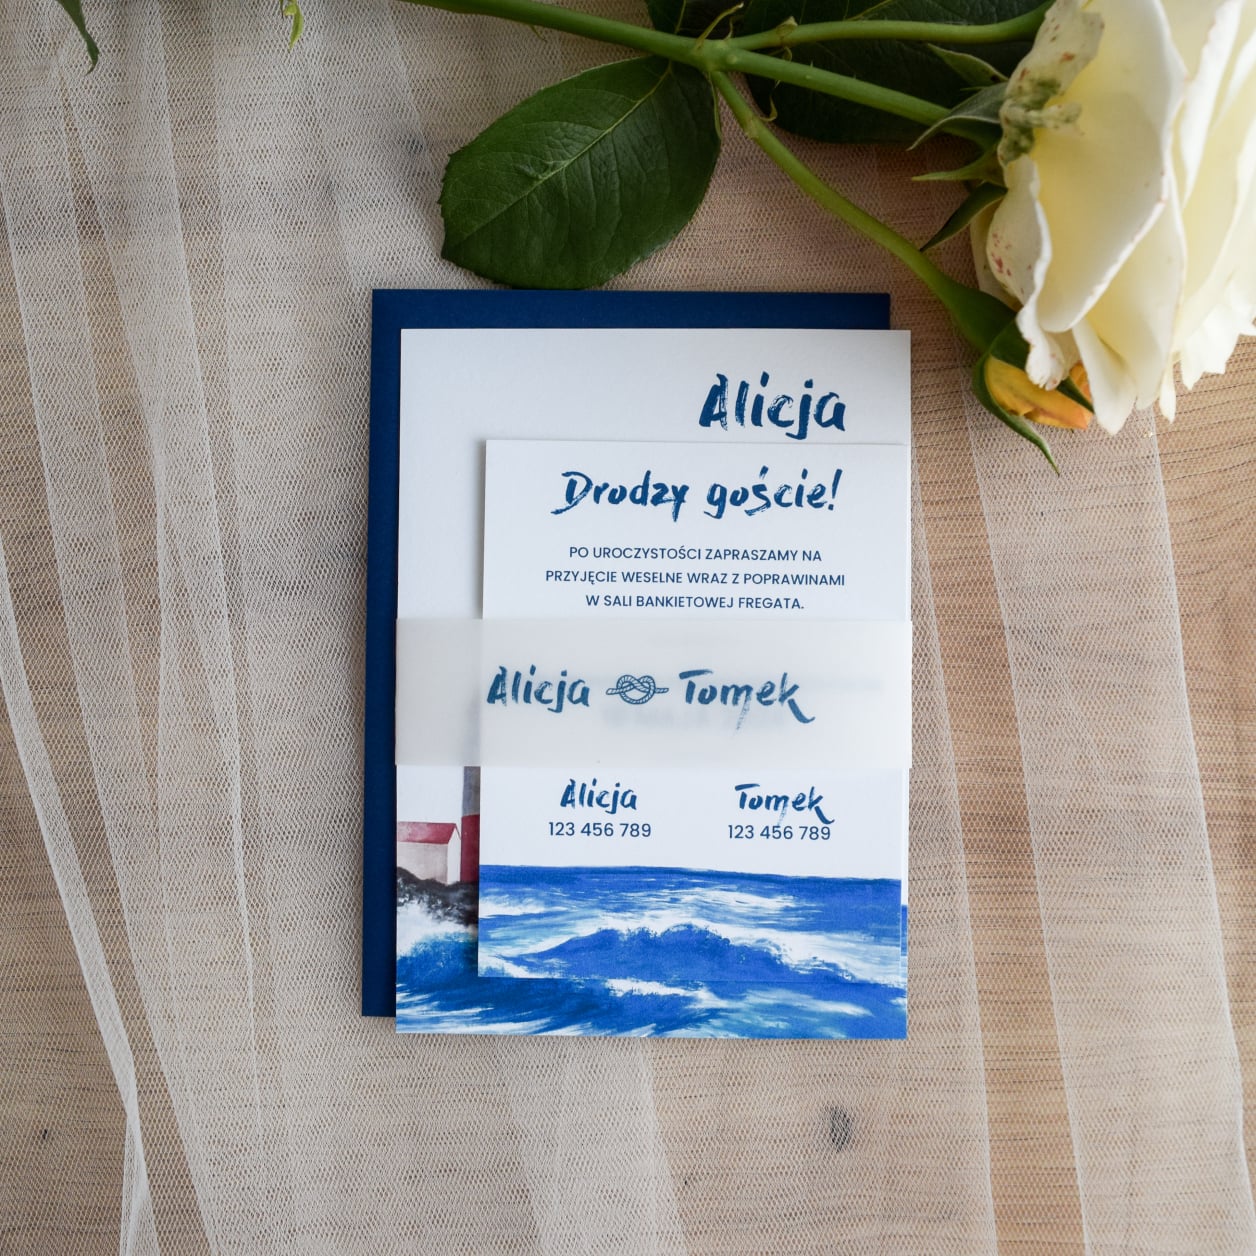 Alicja
Drodzy goście!
PO UROCZYSTOŚCI ZAPRASZAMY NA
PRZYJĘCIE WESELNE WRAZ Z POPRAWINAMI
W SALI BANKIETOWEJ FREGATA.
Alicja Tomek
Alicja Tomek
123 456 789 123 456 789